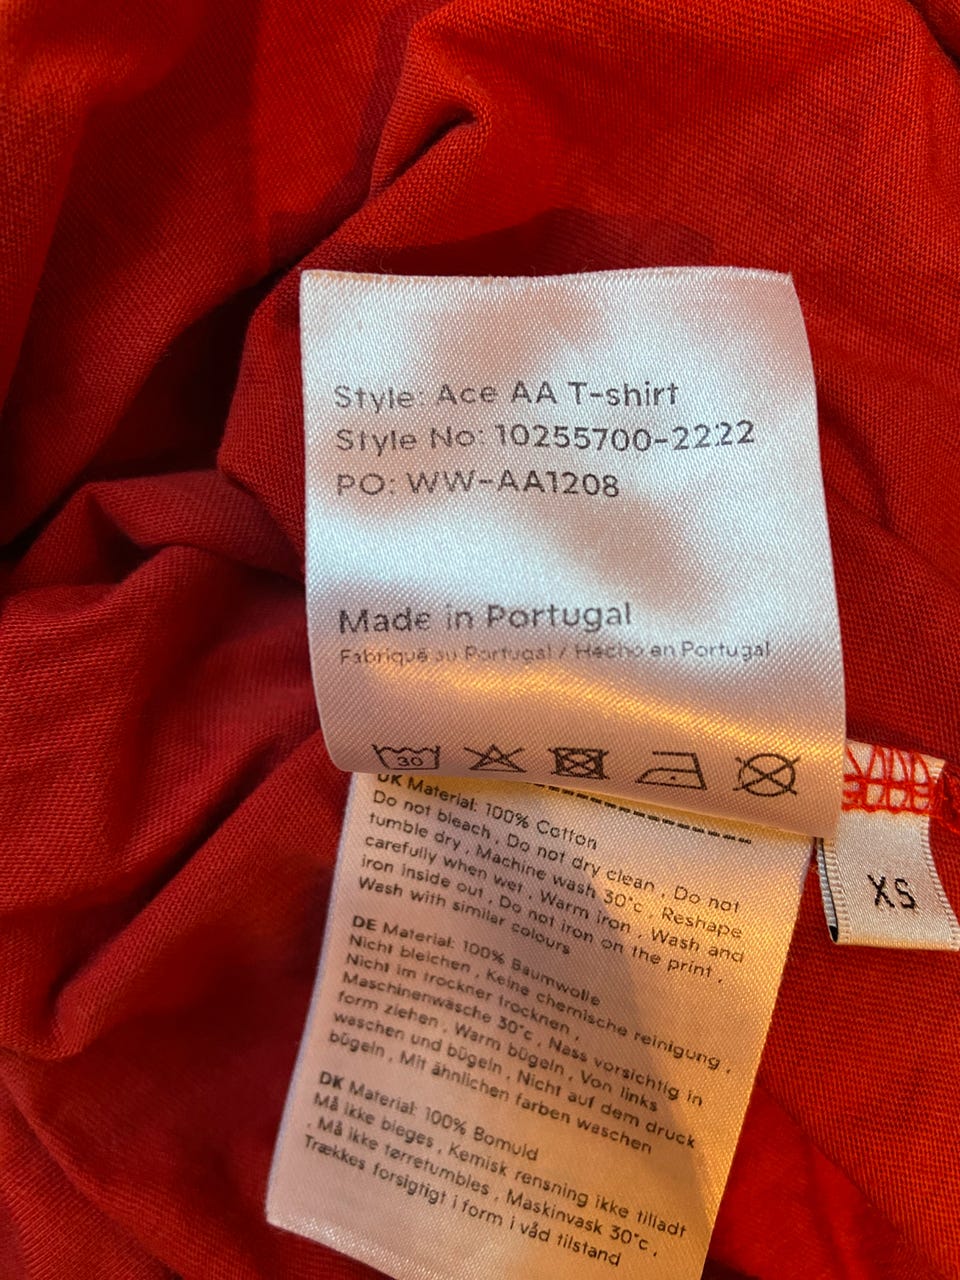 Style: Ace AA T-shirt
Style No: 10255700-2222
PO: WW-AA1208
Made in Portugal
Fabriqué au Portugal / Hecho en Portugal
30
UK Material: 100% Cotton
Do not bleach , Do not dry clean , Do not
tumble dry , Machine wash 30°c , Reshape
carefully when wet , Warm iron , Wash and
iron inside out , Do not iron on the print ,
Wash with similar colours
DE Material: 100% Baumwolle
Nicht bleichen , Keine chemische reinigung ,
Nicht im trockner trocknen ,
Maschinenwäsche 30°c , Nass vorsichtig in
form ziehen , Warm bügeln , Von links
waschen und bügeln , Nicht auf dem druck
bügeln , Mit ähnlichen farben waschen
DK Material: 100% Bomuld
Må ikke bleges , Kemisk rensning ikke tilladt
, Må ikke tørretumbles , Maskinvask 30°c ,
Trækkes forsigtigt i form i våd tilstand
XS